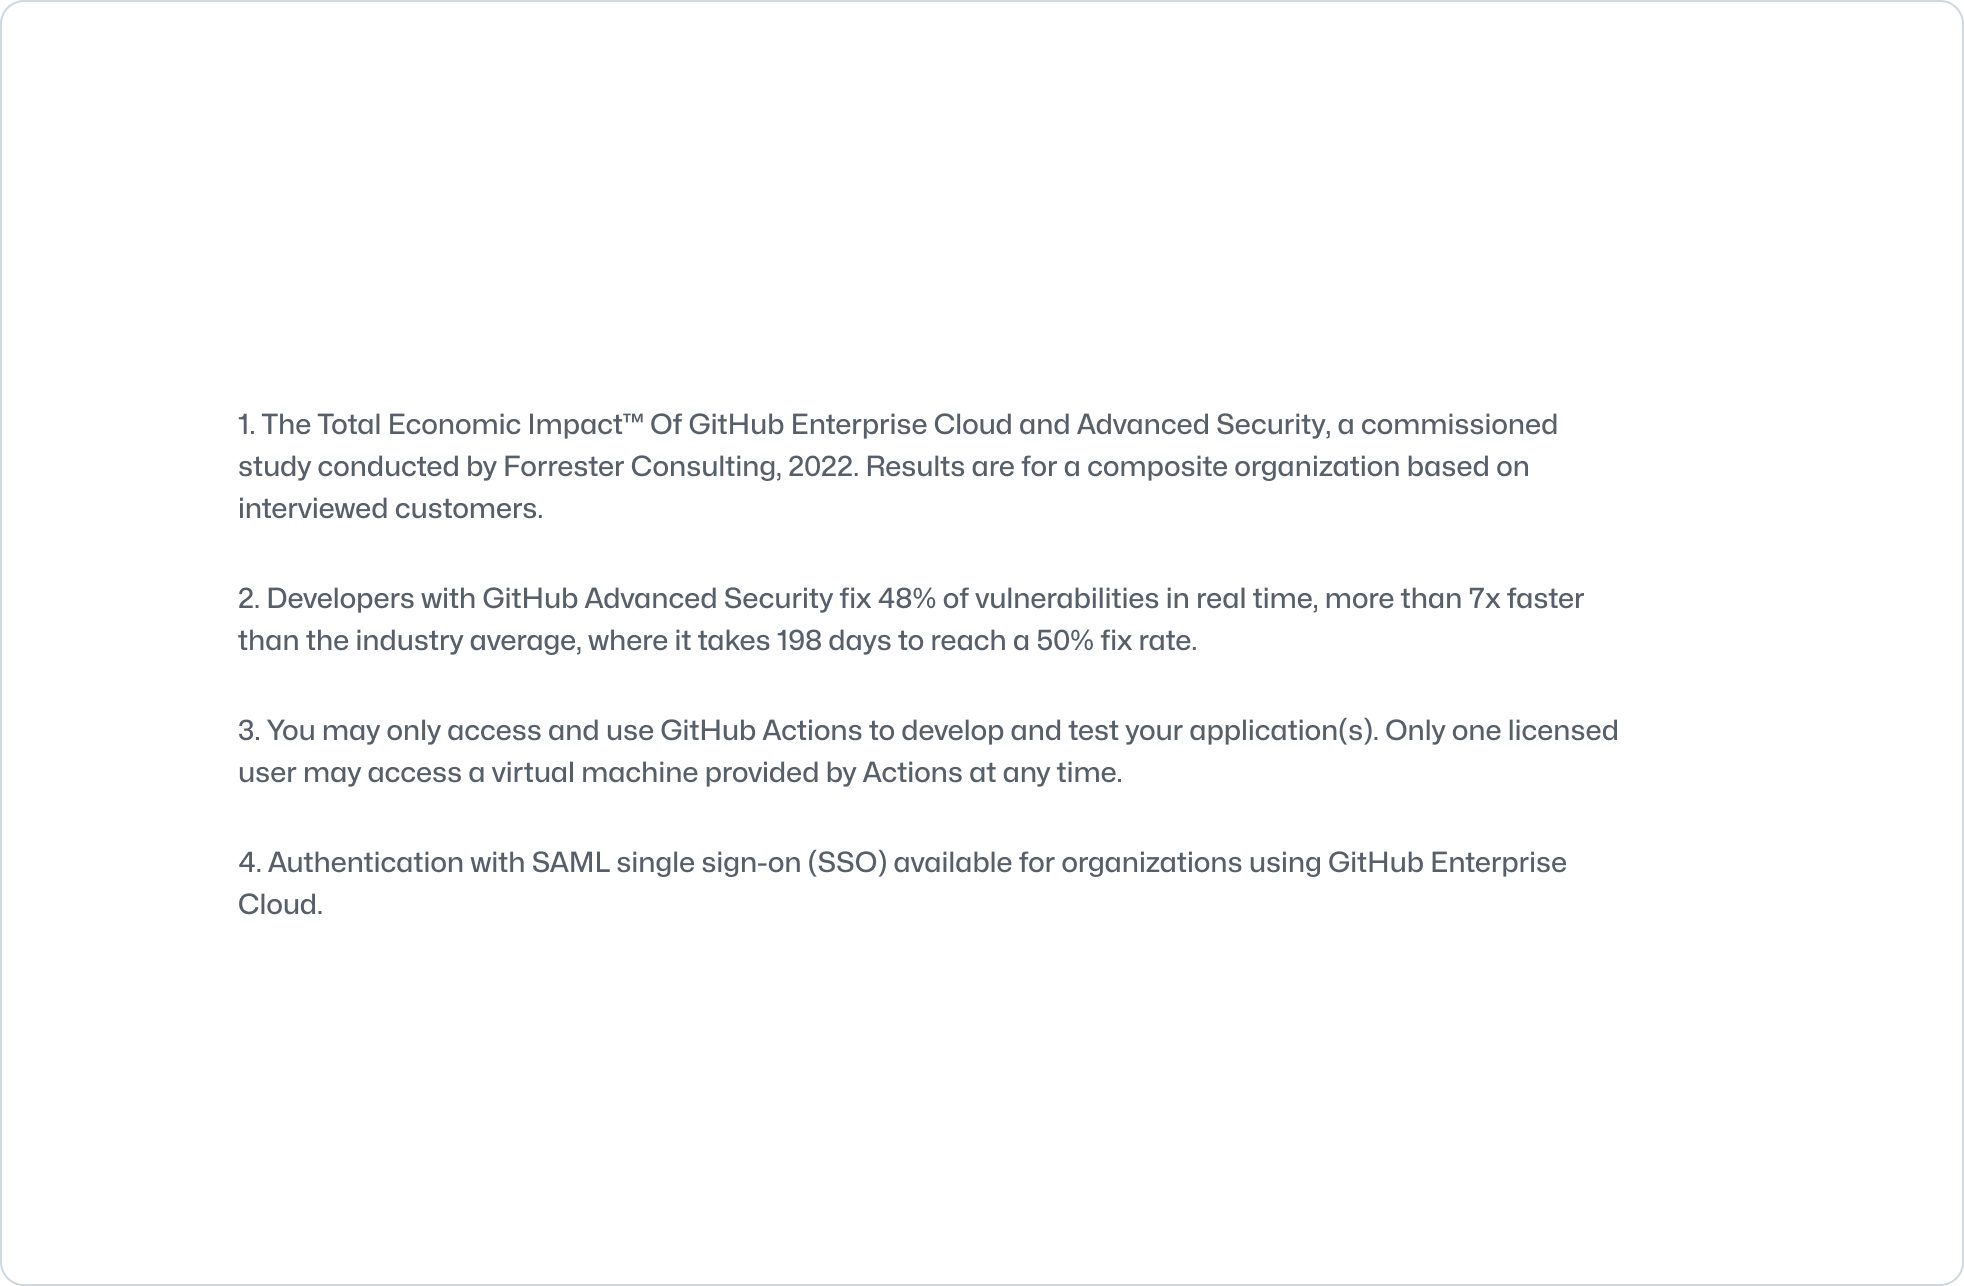 1. The Total Economic Impact™ Of GitHub Enterprise Cloud and Advanced Security, a commissioned
study conducted by Forrester Consulting, 2022. Results are for a composite organization based on
interviewed customers.
2. Developers with GitHub Advanced Security fix 48% of vulnerabilities in real time, more than 7x faster
than the industry average, where it takes 198 days to reach a 50% fix rate.
3. You may only access and use GitHub Actions to develop and test your application(s). Only one licensed
user may access a virtual machine provided by Actions at any time.
4. Authentication with SAML single sign-on (SSO) available for organizations using GitHub Enterprise
Cloud.